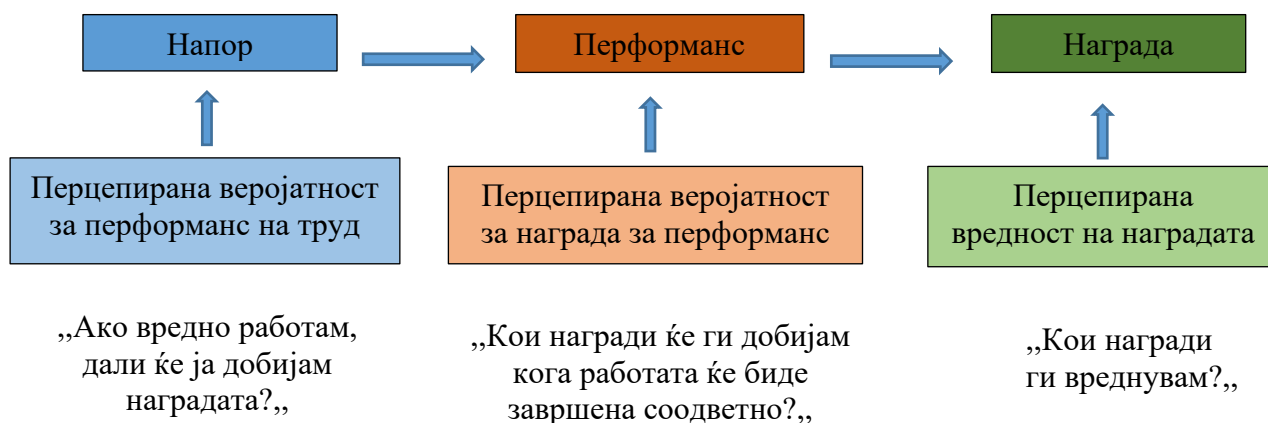 Напор
Перформанс
Награда
Перцепирана веројатност
за перформанс на труд
Перцепирана веројатност
за награда за перформанс
Перцепирана
вредност на наградата
,,Ако вредно работам,
дали ќе ја добијам
наградата?,,
,,Кои награди ќе ги добијам
кога работата ќе биде
завршена соодветно?,,
,,Кои награди
ги вреднувам?,,